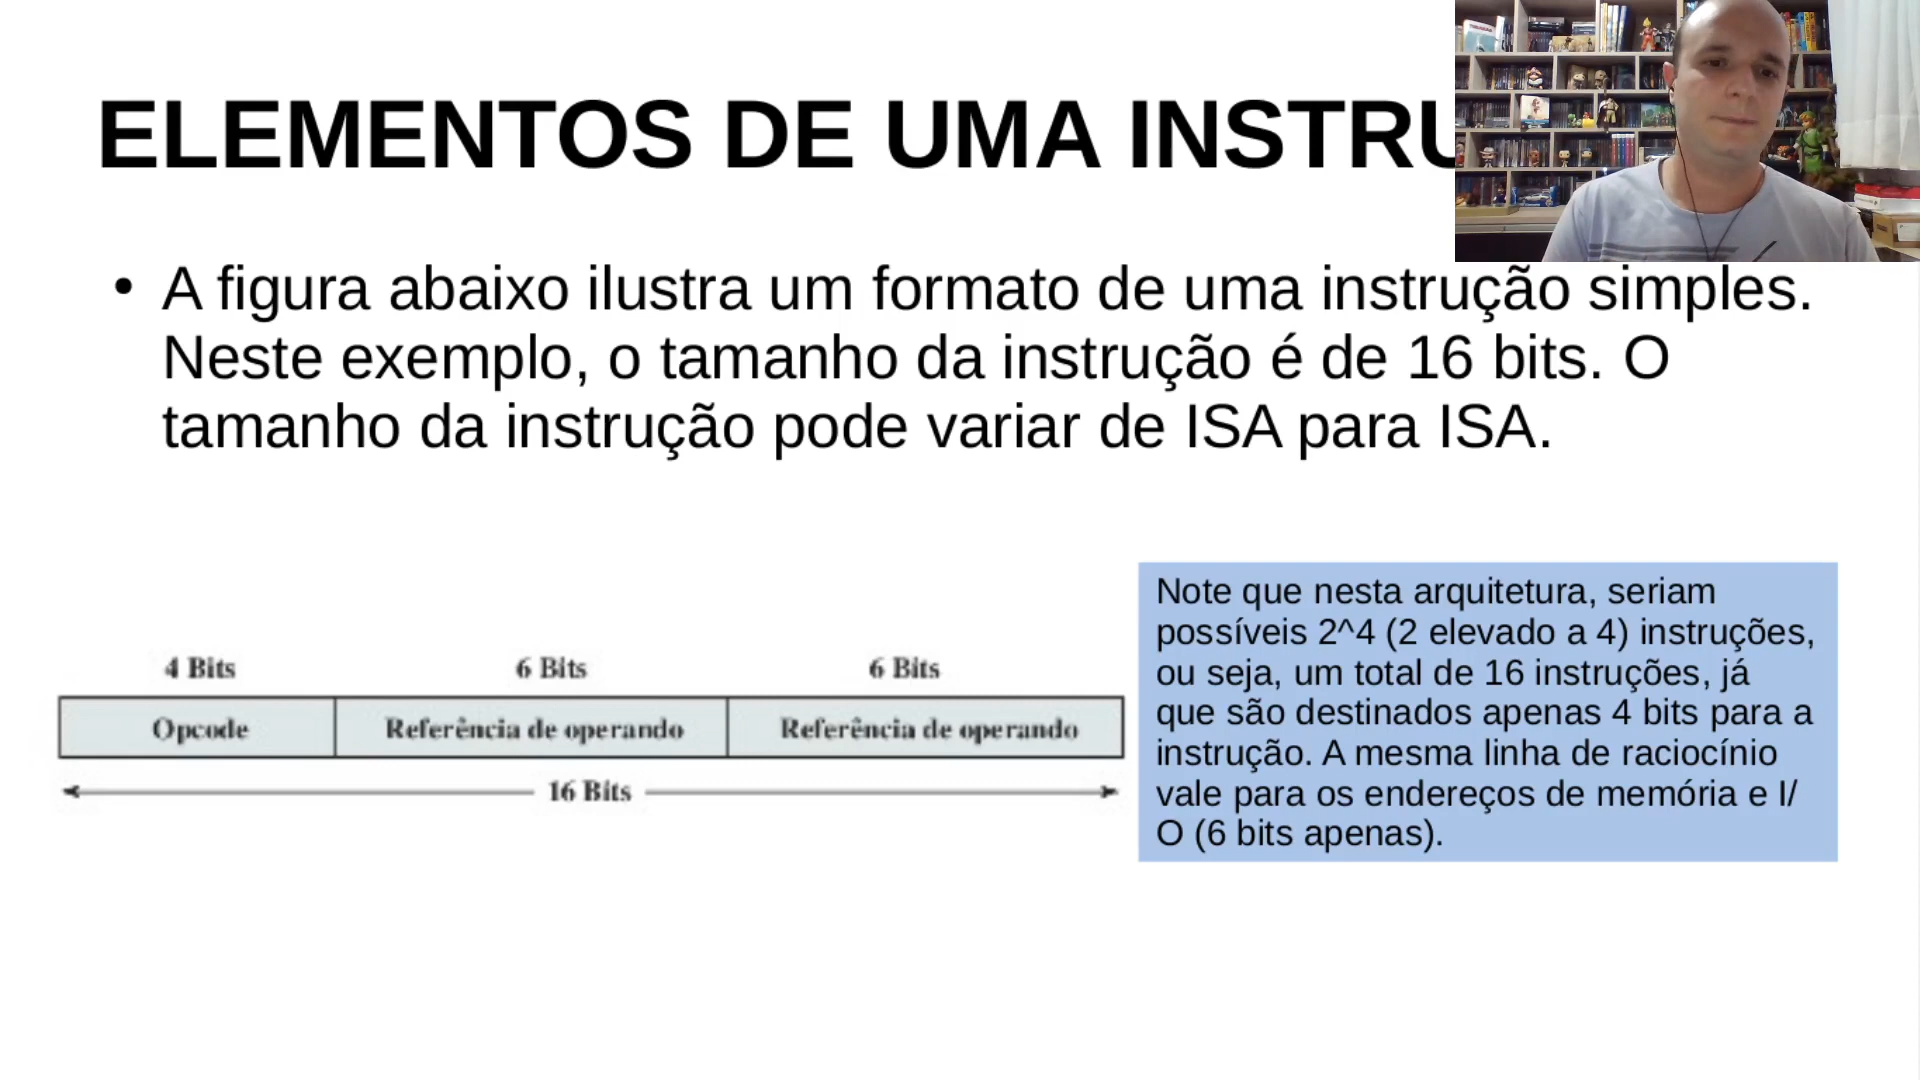 ELEMENTOS DE UMA INSTRU
• A figura abaixo ilustra um formato de uma instrução simples.
Neste exemplo, o tamanho da instrução é de 16 bits. O
tamanho da instrução pode variar de ISA para ISA.
4 Bits 6 Bits 6 Bits
Opcode Referência de operando Referência de operando
16 Bits
Note que nesta arquitetura, seriam
possíveis 2^4 (2 elevado a 4) instruções,
ou seja, um total de 16 instruções, já
que são destinados apenas 4 bits para a
instrução. A mesma linha de raciocínio
vale para os endereços de memória e I/
O (6 bits apenas).